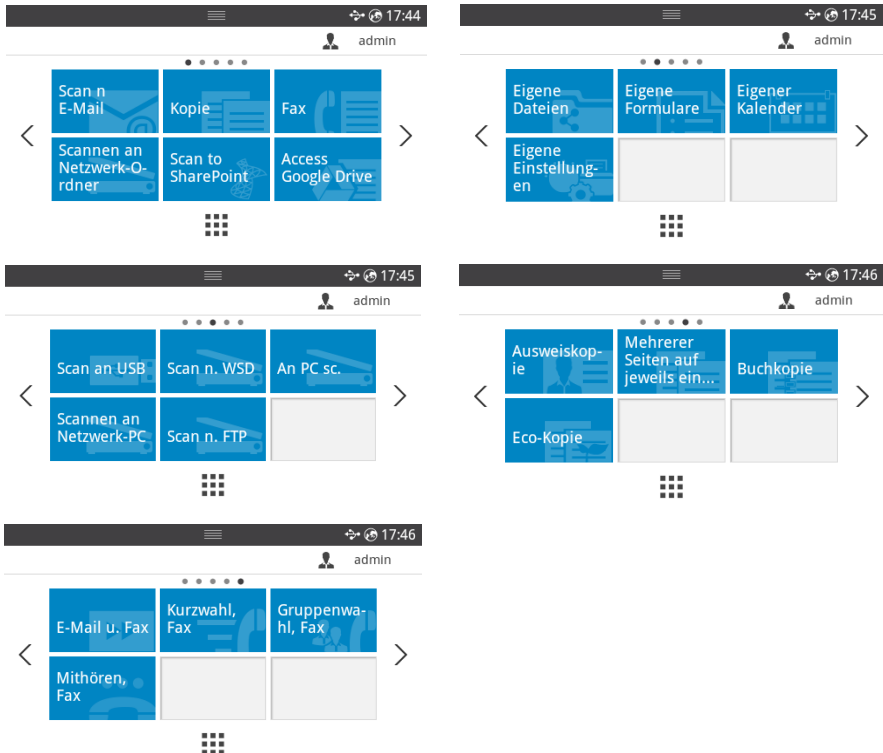 17:44
admin
Scan n
E-Mail
Kopie
Fax
Scannen an
Netzwerk-O-
rdner
Scan to
SharePoint
Access
Google Drive
17:45
admin
Eigene
Dateien
Eigene
Formulare
Eigener
Kalender
Eigene
Einstellung-
en
17:45
admin
Scan an USB
Scan n. WSD
An PC sc.
Scannen an
Netzwerk-PC
Scan n. FTP
17:46
admin
Ausweiskop-
ie
Mehrerer
Seiten auf
jeweils ein...
Buchkopie
Eco-Kopie
17:46
admin
E-Mail u. Fax
Kurzwahl,
Fax
Gruppenwa-
hl, Fax
Mithören,
Fax